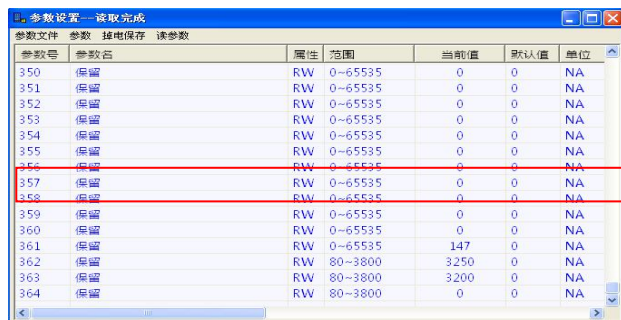 参数设置---读取完成
参数文件 参数 掉电保存 读参数
参数号 参数名 属性 范围 当前值 默认值 单位
350 保留 RW 0~65535 0 0 NA
351 保留 RW 0~65535 0 0 NA
352 保留 RW 0~65535 0 0 NA
353 保留 RW 0~65535 0 0 NA
354 保留 RW 0~65535 0 0 NA
355 保留 RW 0~65535 0 0 NA
356 保留 RW 0~65535 0 0 NA
357 保留 RW 0~65535 0 0 NA
358 保留 RW 0~65535 0 0 NA
359 保留 RW 0~65535 0 0 NA
360 保留 RW 0~65535 0 0 NA
361 保留 RW 0~65535 147 0 NA
362 保留 RW 80~3800 3250 0 NA
363 保留 RW 80~3800 3200 0 NA
364 保留 RW 80~3800 0 0 NA